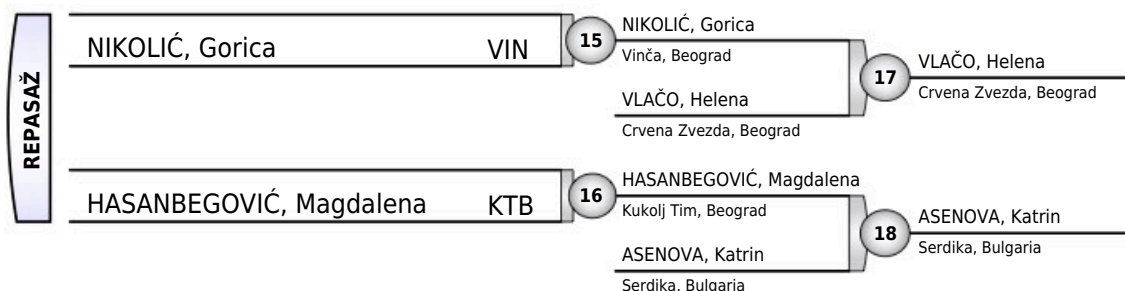 REPASAŽ
NIKOLIĆ, Gorica VIN
15
NIKOLIĆ, Gorica
Vinča, Beograd
VLAČO, Helena
Crvena Zvezda, Beograd
17
VLAČO, Helena
Crvena Zvezda, Beograd
HASANBEGOVIĆ, Magdalena KTB
16
HASANBEGOVIĆ, Magdalena
Kukolj Tim, Beograd
ASENOVA, Katrin
Serdika, Bulgaria
18
ASENOVA, Katrin
Serdika, Bulgaria